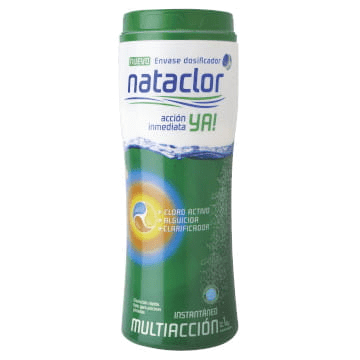 NUEVO Envase dosificador
nataclor
acción
inmediata YA!
+ CLORO ACTIVO
+ ALGUICIDA
+ CLARIFICADOR
INSTANTÁNEO
MULTIACCIÓN